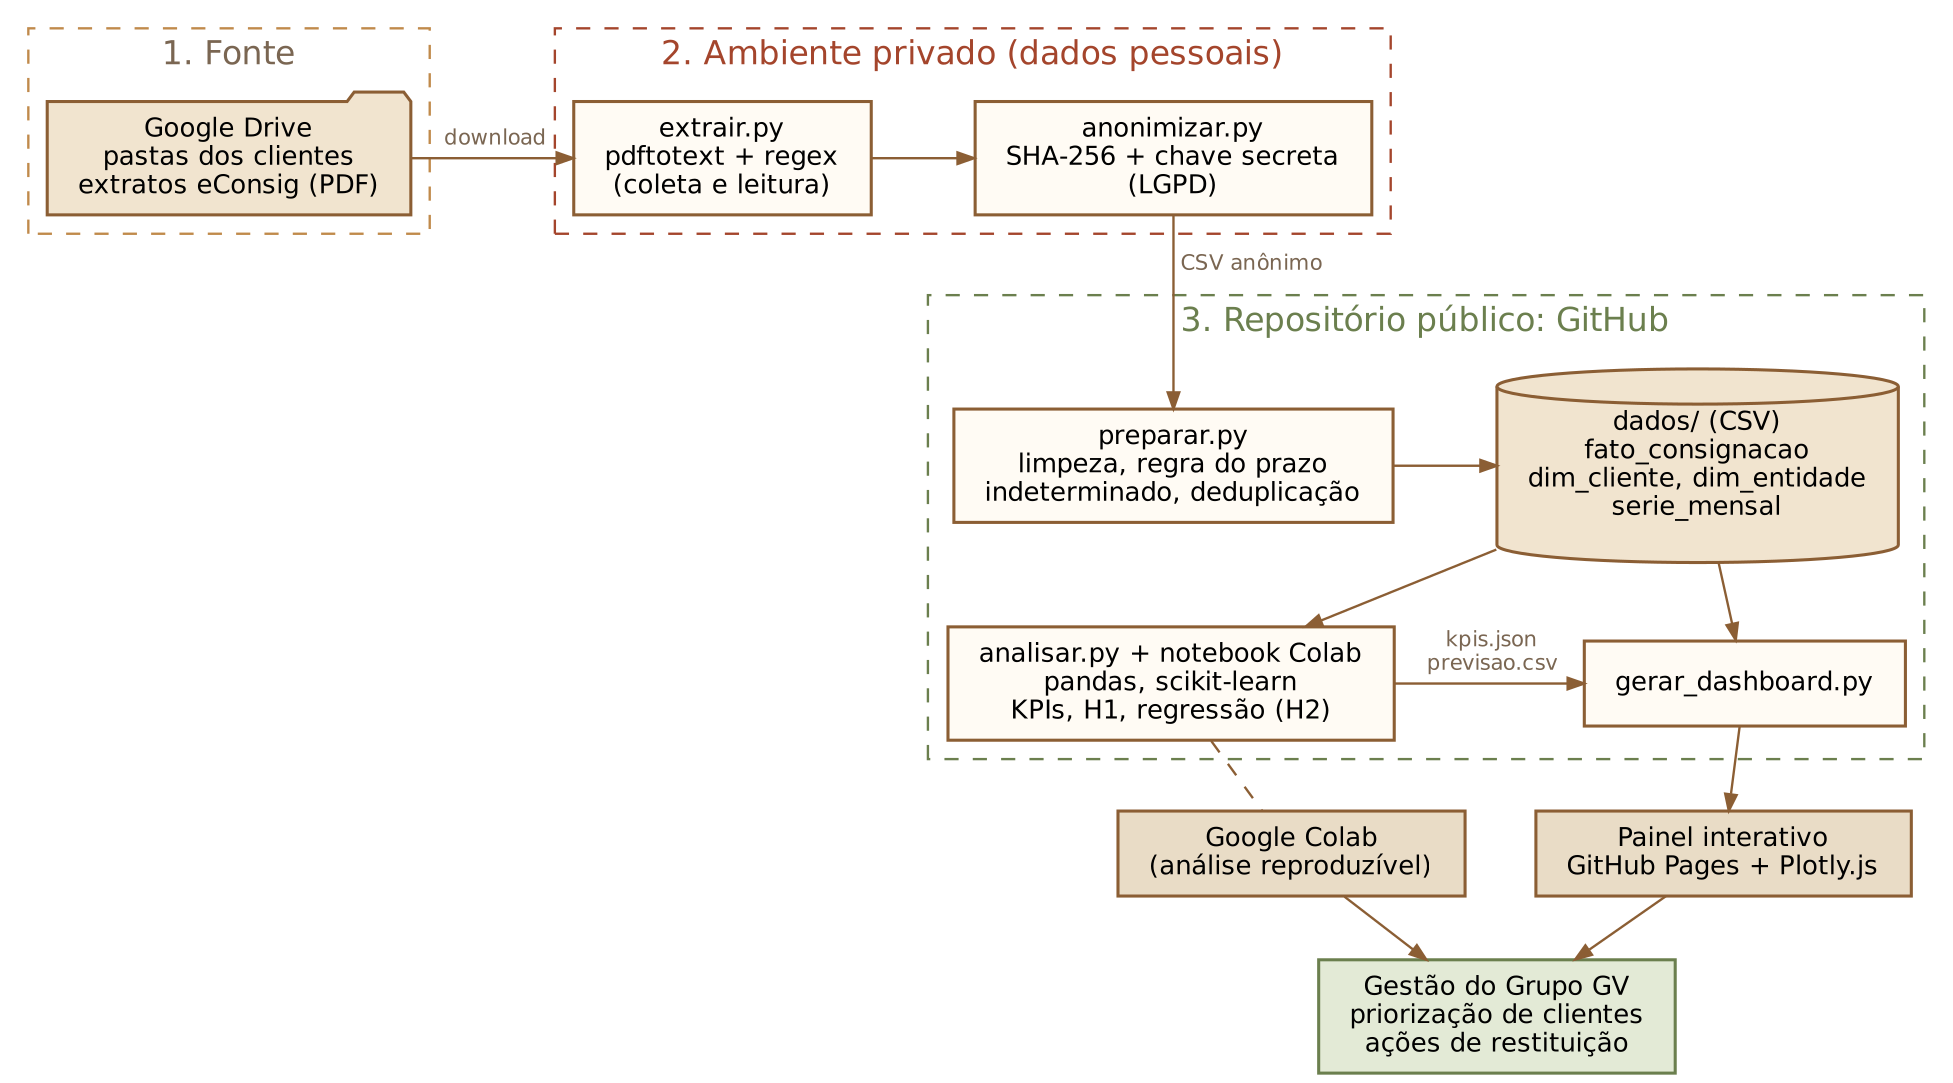 1. Fonte
Google Drive
pastas dos clientes
extratos eConsig (PDF)
download
2. Ambiente privado (dados pessoais)
extrair.py
pdftotext + regex
(coleta e leitura)
anonimizar.py
SHA-256 + chave secreta
(LGPD)
CSV anônimo
3. Repositório público: GitHub
preparar.py
limpeza, regra do prazo
indeterminado, deduplicação
dados/ (CSV)
fato_consignacao
dim_cliente, dim_entidade
serie_mensal
analisar.py + notebook Colab
pandas, scikit-learn
KPIs, H1, regressão (H2)
kpis.json
previsao.csv
gerar_dashboard.py
Google Colab
(análise reproduzível)
Painel interativo
GitHub Pages + Plotly.js
Gestão do Grupo GV
priorização de clientes
ações de restituição